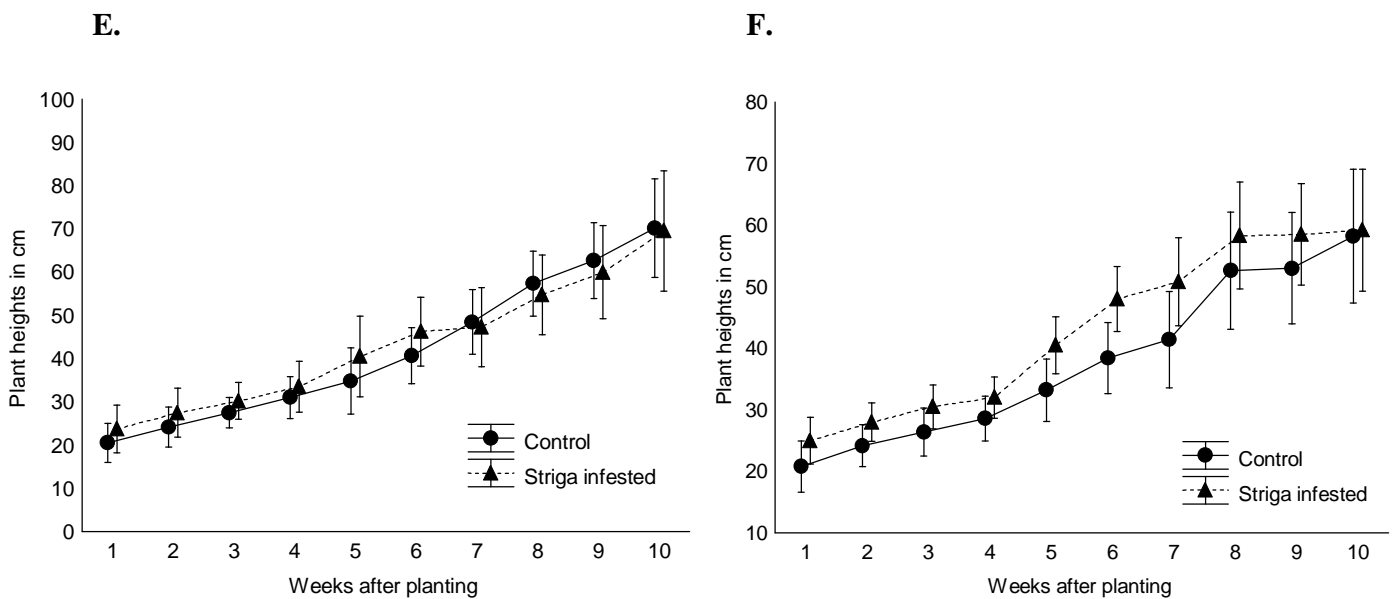 E.
Plant heights in cm
100
90
80
70
60
50
40
30
20
10
0
Control
Striga infested
1 2 3 4 5 6 7 8 9 10
Weeks after planting
F.
Plant heights in cm
80
70
60
50
40
30
20
10
Control
Striga infested
1 2 3 4 5 6 7 8 9 10
Weeks after planting